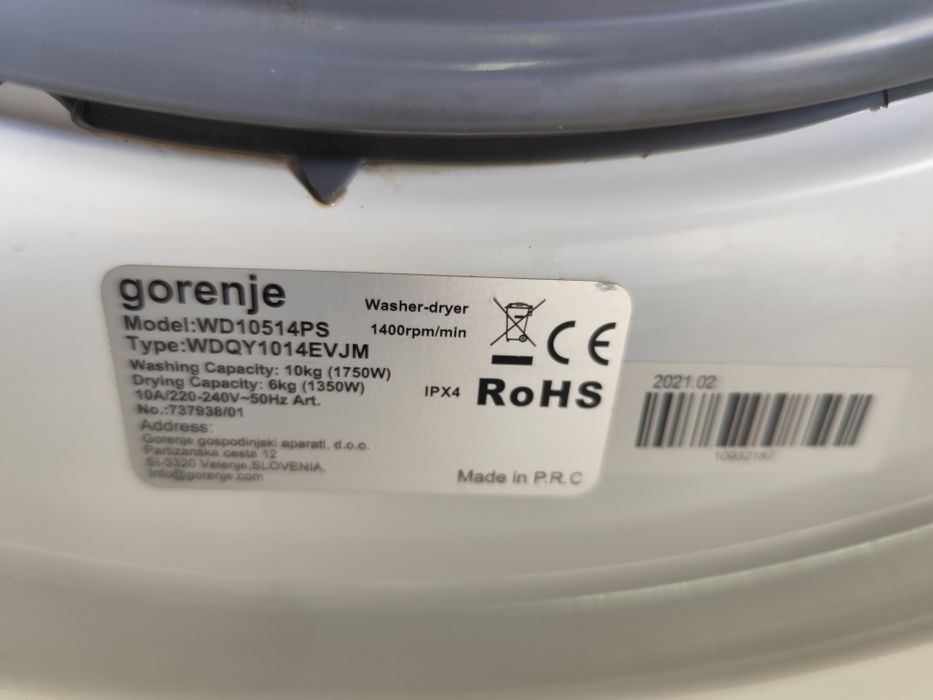 gorenje
Washer-dryer
Model:WD10514PS
1400rpm/min
Type:WDQY1014EVJM
Washing Capacity: 10kg (1750W)
Drying Capacity: 6kg (1350W)
10A/220-240V~50Hz Art.
No.:737938/01
IPX4
RoHS
CE
Address:
Gorenje gospodinjski aparati, d.o.o.
Partizanska cesta 12
SI-3320 Velenje,SLOVENIA,
info@gorenje.com
Made in P.R.C
2021.02